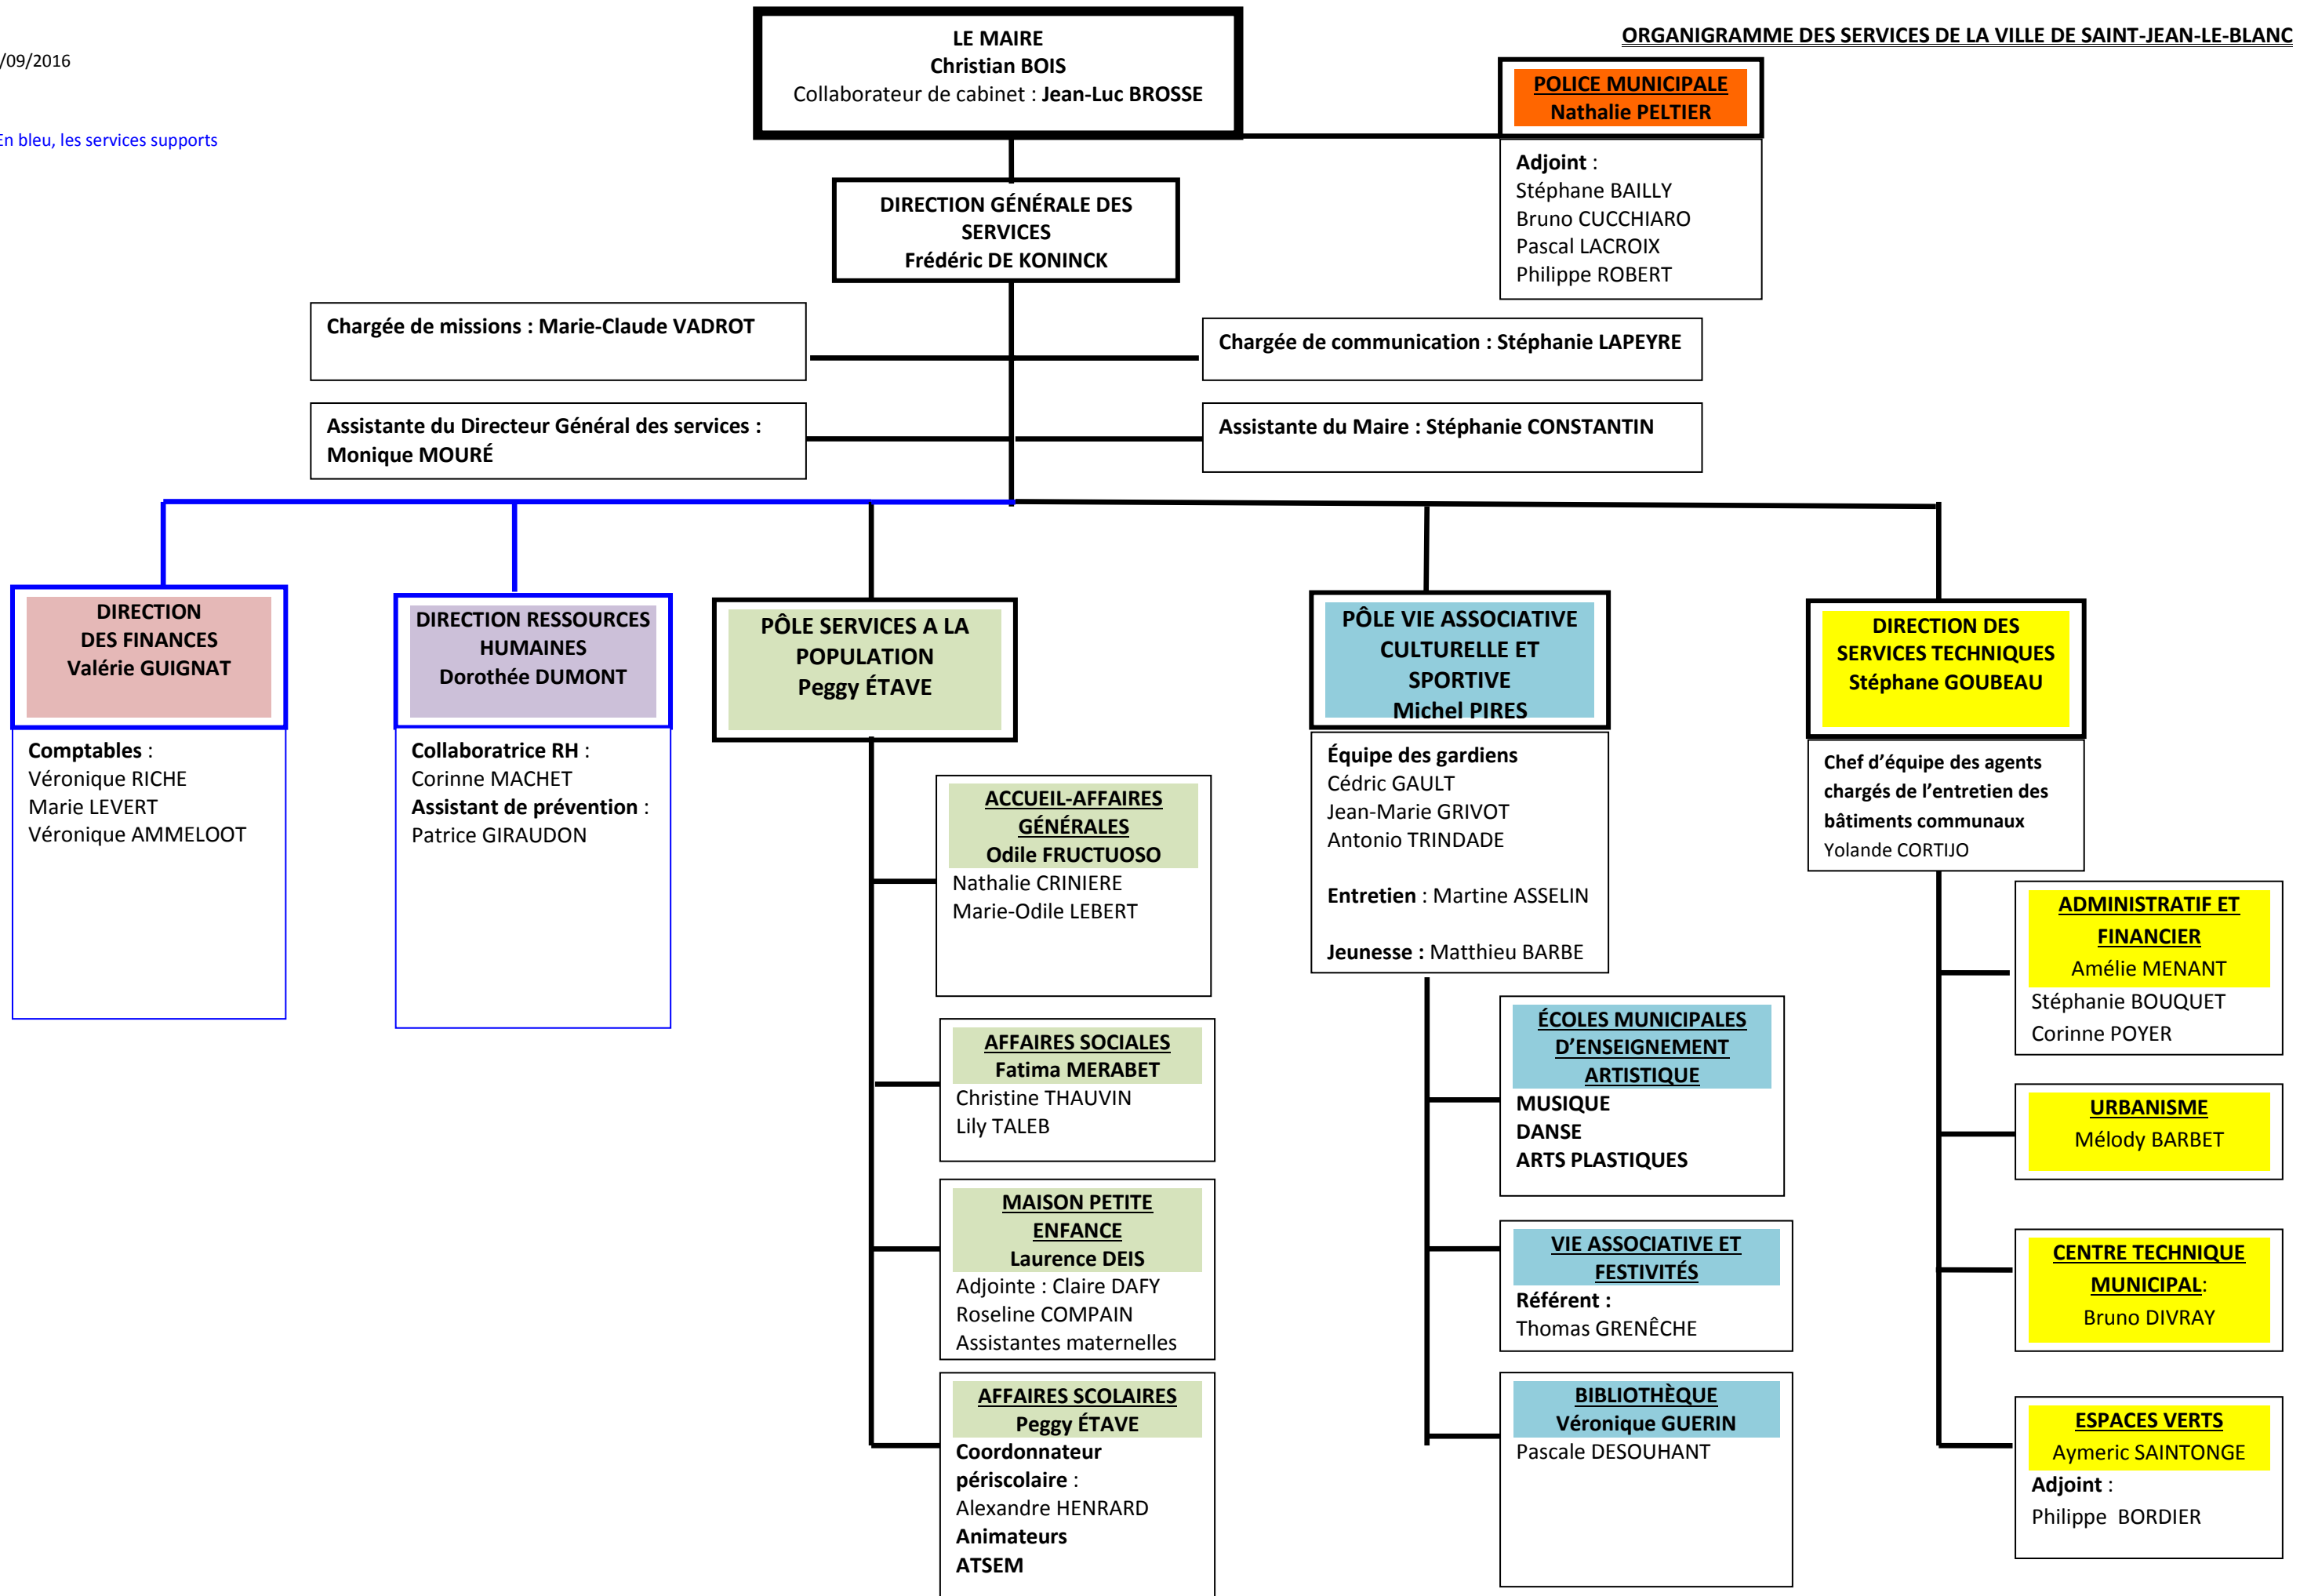 ORGANIGRAMME DES SERVICES DE LA VILLE DE SAINT-JEAN-LE-BLANC
/09/2016
En bleu, les services supports
LE MAIRE
Christian BOIS
Collaborateur de cabinet : Jean-Luc BROSSE
POLICE MUNICIPALE
Nathalie PELTIER
Adjoint :
Stéphane BAILLY
Bruno CUCCHIARO
Pascal LACROIX
Philippe ROBERT
DIRECTION GÉNÉRALE DES
SERVICES
Frédéric DE KONINCK
Chargée de missions : Marie-Claude VADROT
Chargée de communication : Stéphanie LAPEYRE
Assistante du Directeur Général des services :
Monique MOURÉ
Assistante du Maire : Stéphanie CONSTANTIN
DIRECTION
DES FINANCES
Valérie GUIGNAT
Comptables :
Véronique RICHE
Marie LEVERT
Véronique AMMELOOT
DIRECTION RESSOURCES
HUMAINES
Dorothée DUMONT
Collaboratrice RH :
Corinne MACHET
Assistant de prévention :
Patrice GIRAUDON
PÔLE SERVICES A LA
POPULATION
Peggy ÉTAVE
ACCUEIL-AFFAIRES
GÉNÉRALES
Odile FRUCTUOSO
Nathalie CRINIERE
Marie-Odile LEBERT
AFFAIRES SOCIALES
Fatima MERABET
Christine THAUVIN
Lily TALEB
MAISON PETITE
ENFANCE
Laurence DEIS
Adjointe : Claire DAFY
Roseline COMPAIN
Assistantes maternelles
AFFAIRES SCOLAIRES
Peggy ÉTAVE
Coordonnateur
périscolaire :
Alexandre HENRARD
Animateurs
ATSEM
PÔLE VIE ASSOCIATIVE
CULTURELLE ET
SPORTIVE
Michel PIRES
Équipe des gardiens
Cédric GAULT
Jean-Marie GRIVOT
Antonio TRINDADE
Entretien : Martine ASSELIN
Jeunesse : Matthieu BARBE
ÉCOLES MUNICIPALES
D’ENSEIGNEMENT
ARTISTIQUE
MUSIQUE
DANSE
ARTS PLASTIQUES
VIE ASSOCIATIVE ET
FESTIVITÉS
Référent :
Thomas GRENÊCHE
BIBLIOTHÈQUE
Véronique GUERIN
Pascale DESOUHANT
DIRECTION DES
SERVICES TECHNIQUES
Stéphane GOUBEAU
Chef d’équipe des agents
chargés de l’entretien des
bâtiments communaux
Yolande CORTIJO
ADMINISTRATIF ET
FINANCIER
Amélie MENANT
Stéphanie BOUQUET
Corinne POYER
URBANISME
Mélody BARBET
CENTRE TECHNIQUE
MUNICIPAL:
Bruno DIVRAY
ESPACES VERTS
Aymeric SAINTONGE
Adjoint :
Philippe BORDIER